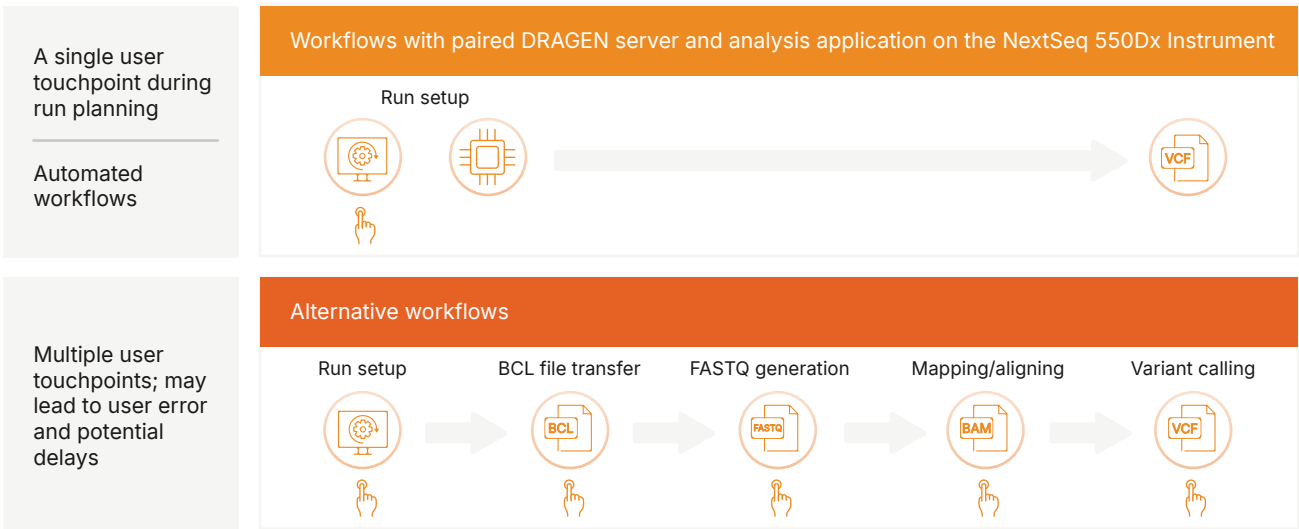 A single user
touchpoint during
run planning
Automated
workflows
Workflows with paired DRAGEN server and analysis application on the NextSeq 550Dx Instrument
Run setup
VCF
Multiple user
touchpoints; may
lead to user error
and potential
delays
Alternative workflows
Run setup
BCL file transfer
FASTQ generation
Mapping/aligning
Variant calling
BCL
FASTQ
BAM
VCF